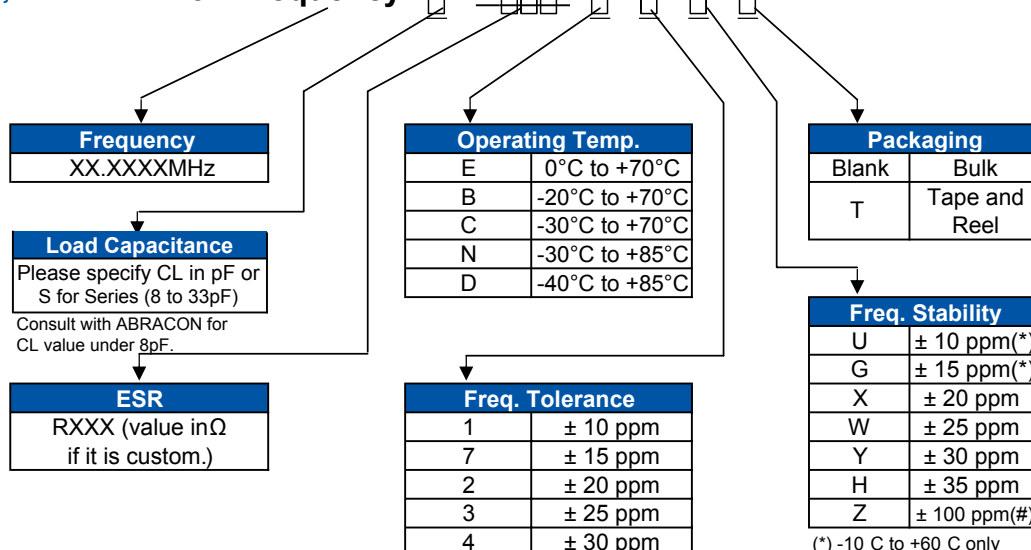 Frequency
XX.XXXXMHz
Load Capacitance
Please specify CL in pF or
S for Series (8 to 33pF)
Consult with ABRACON for
CL value under 8pF.
ESR
RXXX (value inΩ
if it is custom.)
Operating Temp.
E 0°C to +70°C
B -20°C to +70°C
C -30°C to +70°C
N -30°C to +85°C
D -40°C to +85°C
Freq. Tolerance
1 ± 10 ppm
7 ± 15 ppm
2 ± 20 ppm
3 ± 25 ppm
4 ± 30 ppm
Packaging
Blank Bulk
T Tape and
Reel
Freq. Stability
U ± 10 ppm(*)
G ± 15 ppm(*)
X ± 20 ppm
W ± 25 ppm
Y ± 30 ppm
H ± 35 ppm
Z ± 100 ppm(#)
(*) -10 C to +60 C only